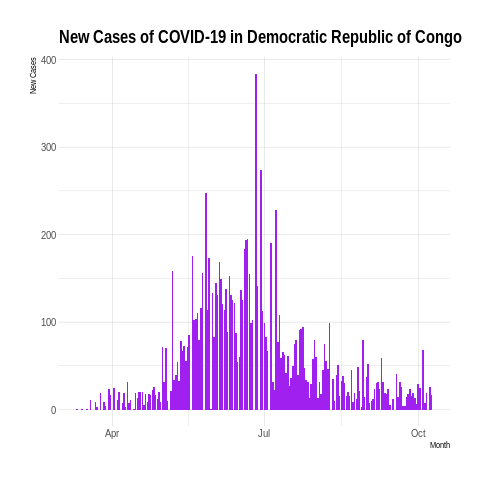 New Cases of COVID-19 in Democratic Republic of Congo
New Cases
400
300
200
100
0
Apr
Jul
Oct
Month